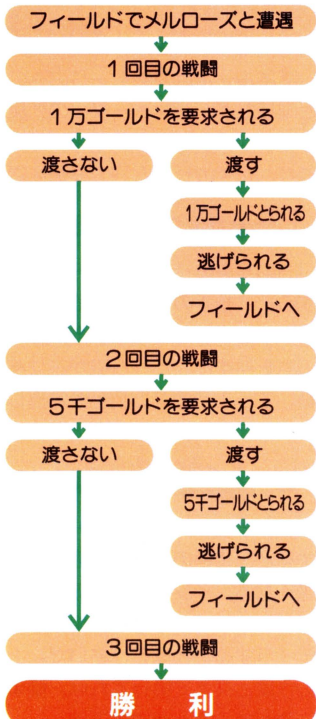 フィールドでメルローズと遭遇
1回目の戦闘
1万ゴールドを要求される
渡さない
渡す
1万ゴールドとられる
逃げられる
フィールドへ
2回目の戦闘
5千ゴールドを要求される
渡さない
渡す
5千ゴールドとられる
逃げられる
フィールドへ
3回目の戦闘
勝　利